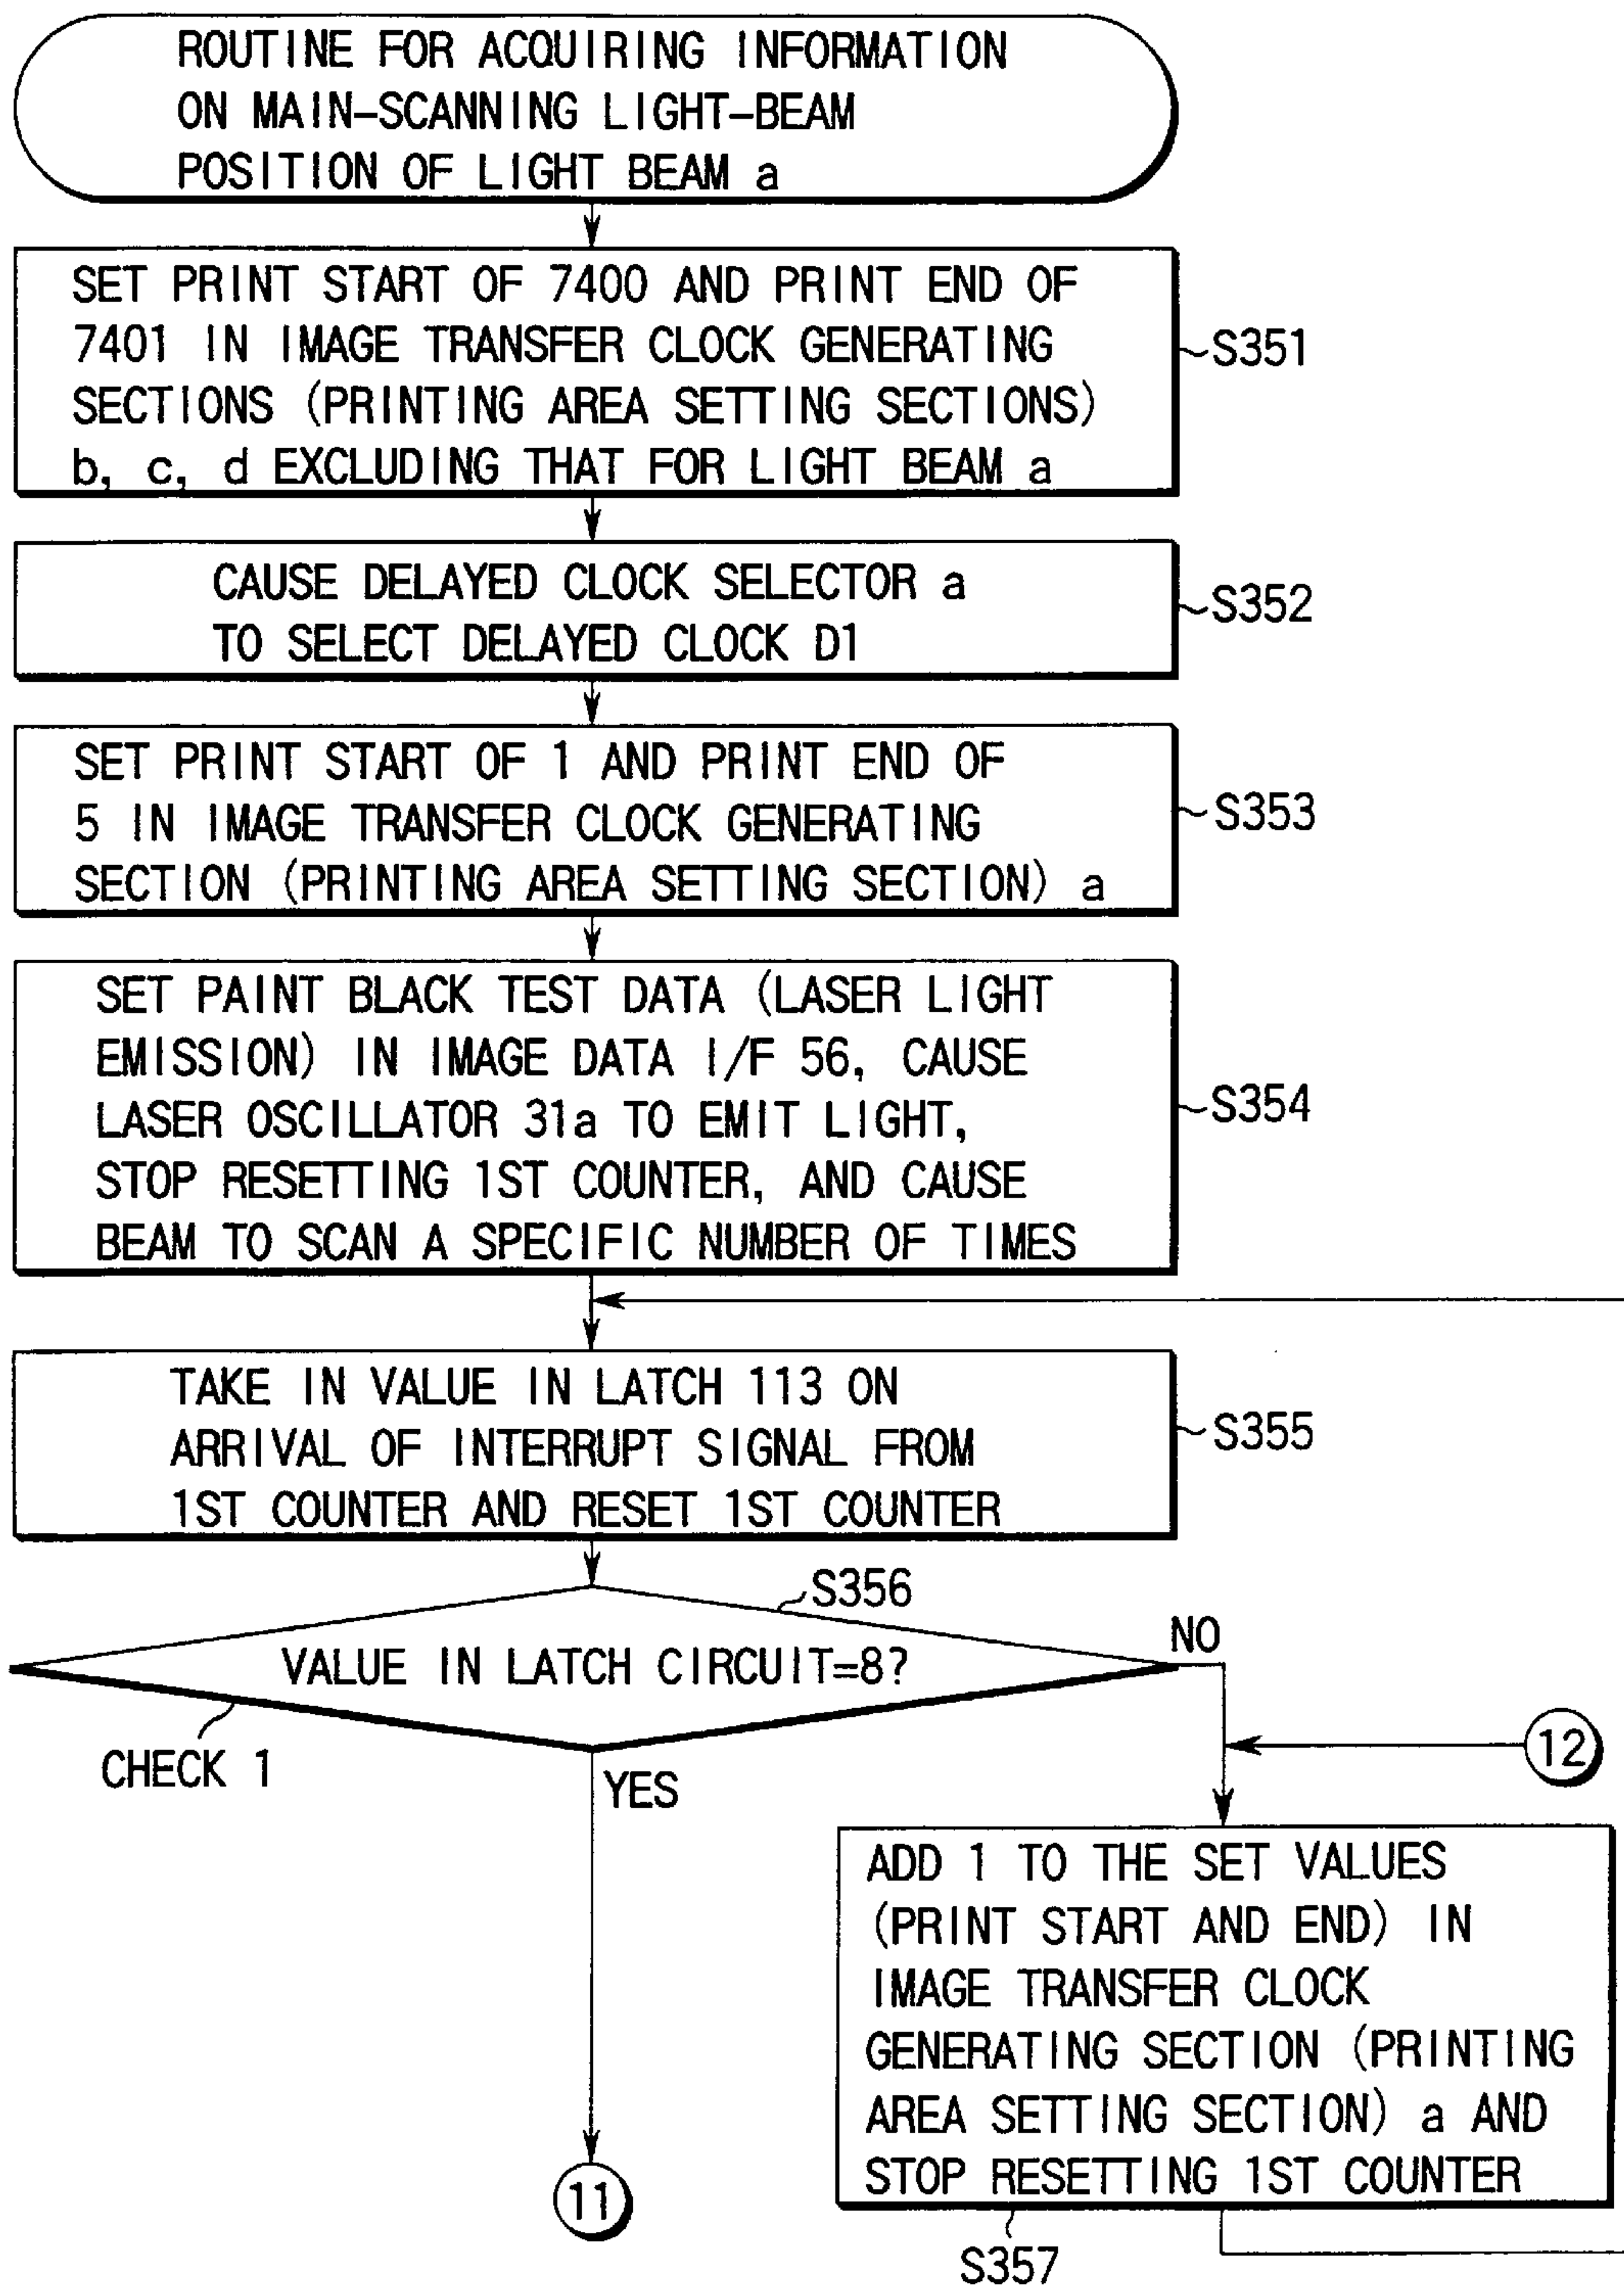 ROUTINE FOR ACQUIRING INFORMATION
ON MAIN-SCANNING LIGHT-BEAM
POSITION OF LIGHT BEAM a
SET PRINT START OF 7400 AND PRINT END OF
7401 IN IMAGE TRANSFER CLOCK GENERATING
SECTIONS (PRINTING AREA SETTING SECTIONS)
b, c, d EXCLUDING THAT FOR LIGHT BEAM a
S351
CAUSE DELAYED CLOCK SELECTOR a
TO SELECT DELAYED CLOCK D1
S352
SET PRINT START OF 1 AND PRINT END OF
5 IN IMAGE TRANSFER CLOCK GENERATING
SECTION (PRINTING AREA SETTING SECTION) a
S353
SET PAINT BLACK TEST DATA (LASER LIGHT
EMISSION) IN IMAGE DATA I/F 56, CAUSE
LASER OSCILLATOR 31a TO EMIT LIGHT,
STOP RESETTING 1ST COUNTER, AND CAUSE
BEAM TO SCAN A SPECIFIC NUMBER OF TIMES
S354
TAKE IN VALUE IN LATCH 113 ON
ARRIVAL OF INTERRUPT SIGNAL FROM
1ST COUNTER AND RESET 1ST COUNTER
S355
S356
VALUE IN LATCH CIRCUIT=8?
NO
CHECK 1
YES
12
ADD 1 TO THE SET VALUES
(PRINT START AND END) IN
IMAGE TRANSFER CLOCK
GENERATING SECTION (PRINTING
AREA SETTING SECTION) a AND
STOP RESETTING 1ST COUNTER
11
S357